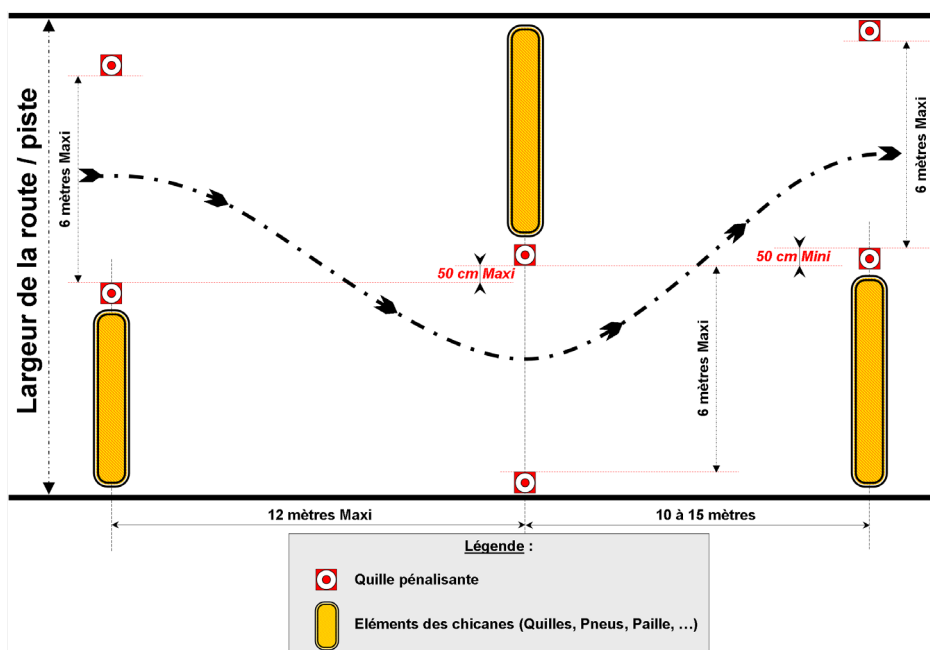 Largeur de la route / piste
6 mètres Maxi
50 cm Maxi
6 mètres Maxi
50 cm Mini
6 mètres Maxi
12 mètres Maxi
10 à 15 mètres
Légende :
Quille pénalisante
Eléments des chicanes (Quilles, Pneus, Paille, …)